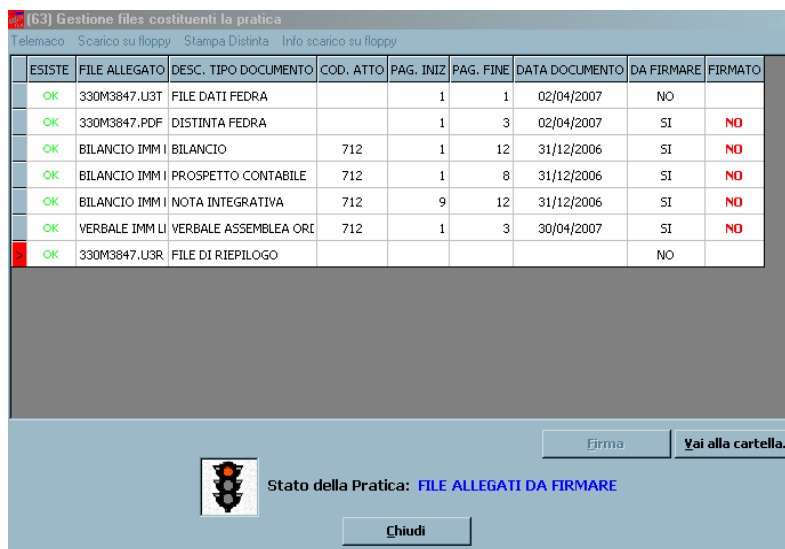 (63) Gestione files costituenti la pratica
Telemaco Scarico su floppy Stampa Distinta Info scarico su floppy
ESISTE FILE ALLEGATO DESC. TIPO DOCUMENTO COD. ATTO PAG. INIZ PAG. FINE DATA DOCUMENTO DA FIRMARE FIRMATO
OK 330M3847.U3T FILE DATI FEDRA 1 1 02/04/2007 NO
OK 330M3847.PDF DISTINTA FEDRA 1 3 02/04/2007 SI NO
OK BILANCIO IMM I BILANCIO 712 1 12 31/12/2006 SI NO
OK BILANCIO IMM I PROSPETTO CONTABILE 712 1 8 31/12/2006 SI NO
OK BILANCIO IMM I NOTA INTEGRATIVA 712 9 12 31/12/2006 SI NO
OK VERBALE IMM LI VERBALE ASSEMBLEA ORD 712 1 3 30/04/2007 SI NO
> OK 330M3847.U3R FILE DI RIEPILOGO NO
Firma Vai alla cartella.
Stato della Pratica: FILE ALLEGATI DA FIRMARE
Chiudi